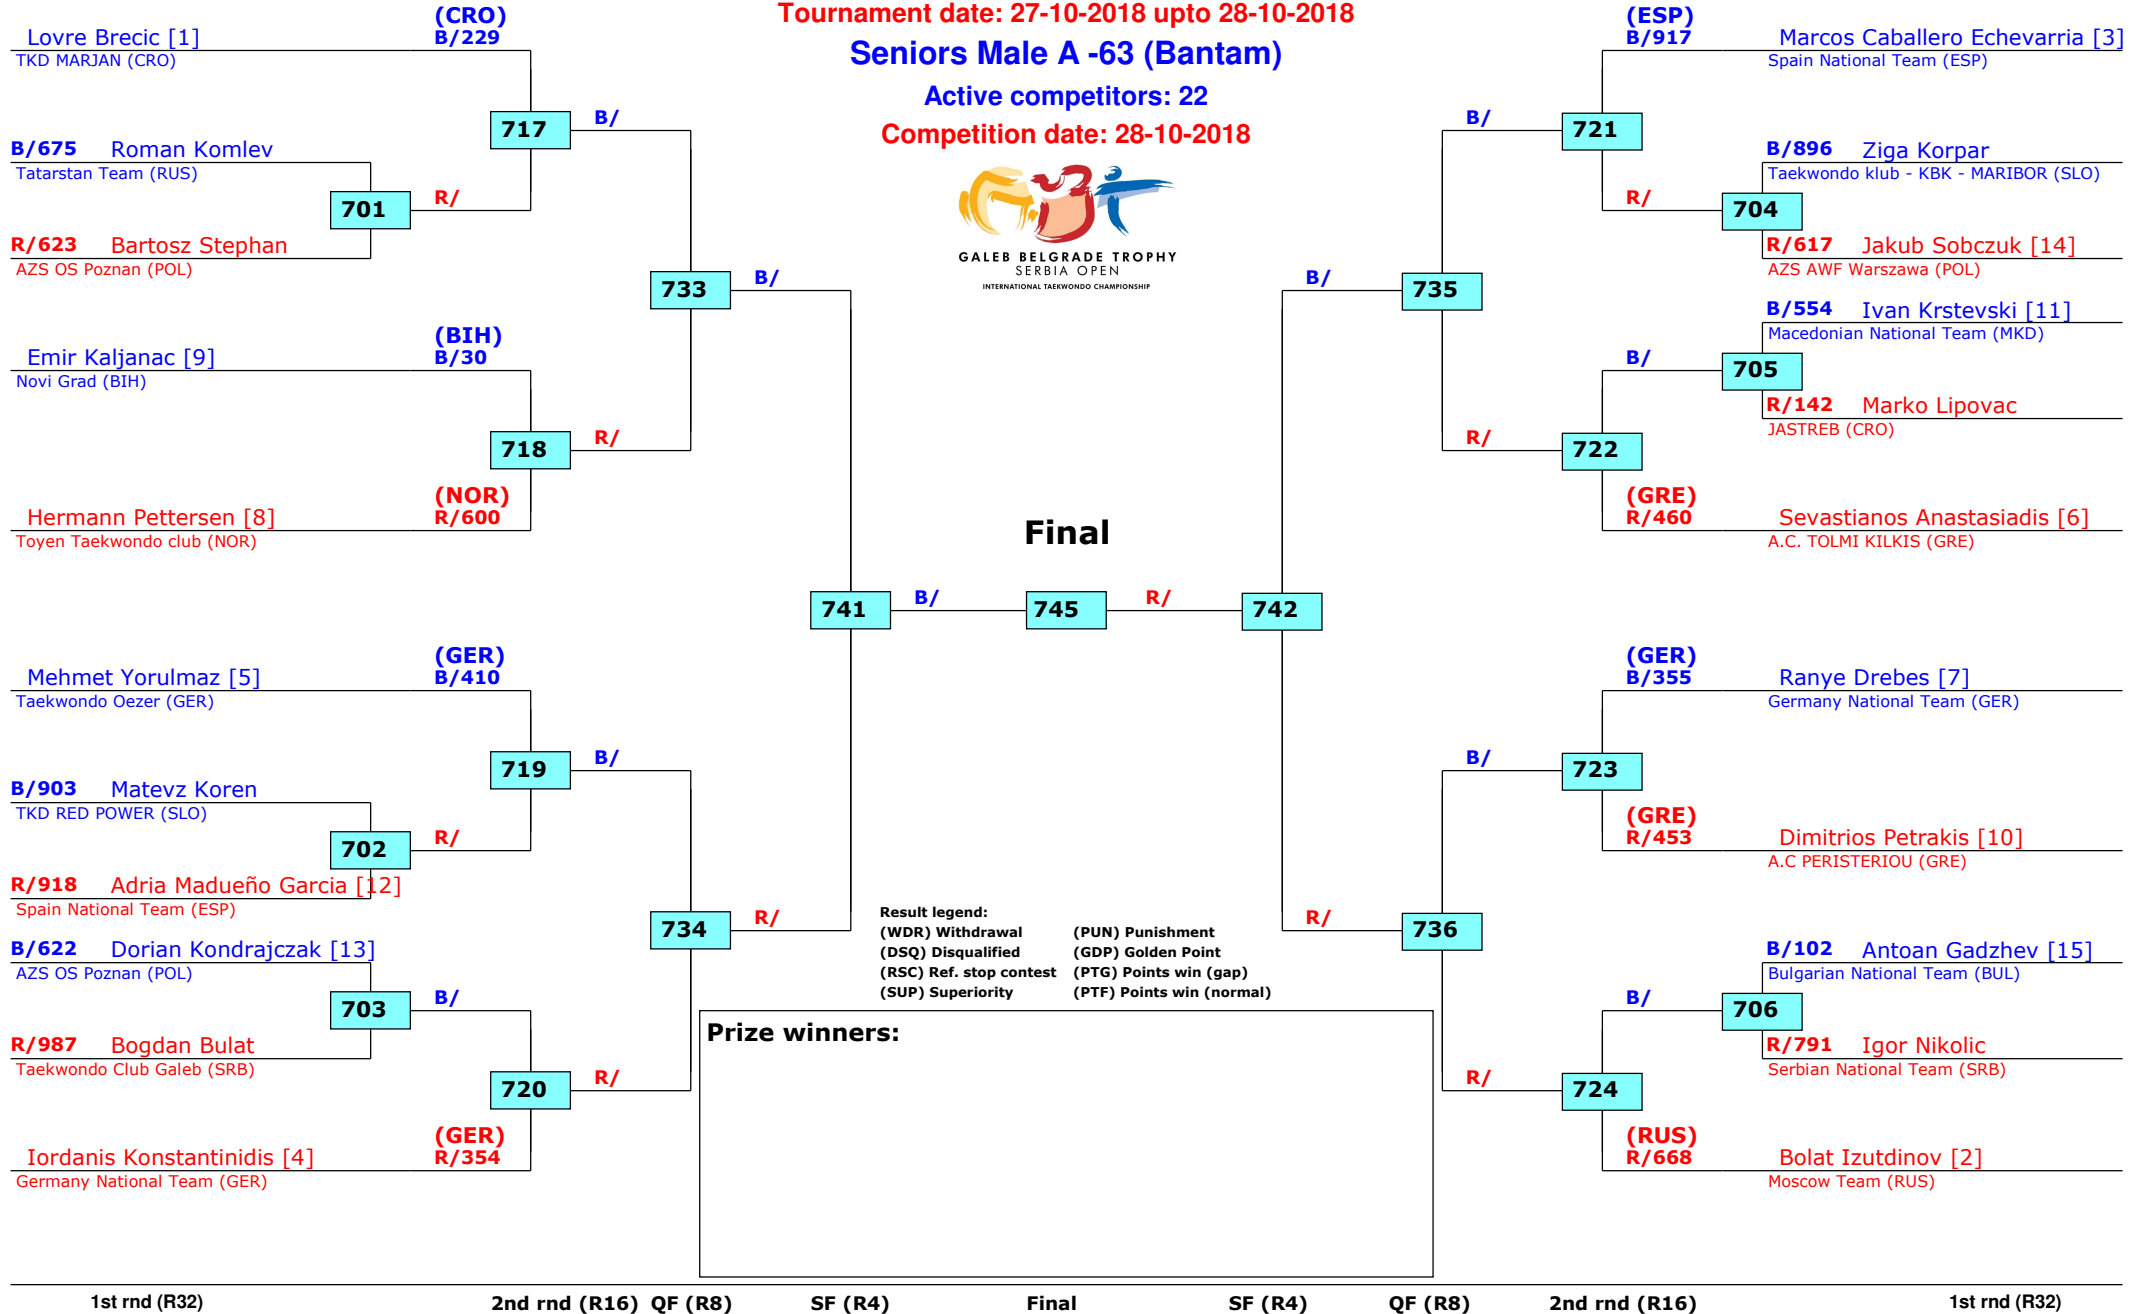 Tournament date: 27-10-2018 upto 28-10-2018
Seniors Male A -63 (Bantam)
Active competitors: 22
Competition date: 28-10-2018
GALEB BELGRADE TROPHY
SERBIA OPEN
INTERNATIONAL TAEKWONDO CHAMPIONSHIP
(CRO)
Lovre Brecic [1] B/229
TKD MARJAN (CRO)
717 B/
B/675 Roman Komlev
Tatarstan Team (RUS)
701 R/
R/623 Bartosz Stephan
AZS OS Poznan (POL)
733 B/
(BIH)
Emir Kaljanac [9] B/30
Novi Grad (BIH)
718 R/
(NOR)
Hermann Pettersen [8] R/600
Toyen Taekwondo club (NOR)
741 B/
(GER)
Mehmet Yorulmaz [5] B/410
Taekwondo Oezer (GER)
719 B/
B/903 Matevz Koren
TKD RED POWER (SLO)
702 R/
R/918 Adria Madueño Garcia [12]
Spain National Team (ESP)
734 R/
B/622 Dorian Kondrajczak [13]
AZS OS Poznan (POL)
703 B/
R/987 Bogdan Bulat
Taekwondo Club Galeb (SRB)
720 R/
(GER)
Iordanis Konstantinidis [4] R/354
Germany National Team (GER)
Final
745
(ESP)
B/917 Marcos Caballero Echevarria [3]
Spain National Team (ESP)
B/ 721
B/896 Ziga Korpar
Taekwondo klub - KBK - MARIBOR (SLO)
R/ 704
R/617 Jakub Sobczuk [14]
AZS AWF Warszawa (POL)
B/ 735
B/554 Ivan Krstevski [11]
Macedonian National Team (MKD)
B/ 705
R/142 Marko Lipovac
JASTREB (CRO)
R/ 722
(GRE)
R/460 Sevastianos Anastasiadis [6]
A.C. TOLMI KILKIS (GRE)
R/ 742
(GER)
B/355 Ranye Drebes [7]
Germany National Team (GER)
B/ 723
(GRE)
R/453 Dimitrios Petrakis [10]
A.C PERISTERIOU (GRE)
R/ 736
B/102 Antoan Gadzhev [15]
Bulgarian National Team (BUL)
B/ 706
R/791 Igor Nikolic
Serbian National Team (SRB)
R/ 724
(RUS)
R/668 Bolat Izutdinov [2]
Moscow Team (RUS)
Result legend:
(WDR) Withdrawal (PUN) Punishment
(DSQ) Disqualified (GDP) Golden Point
(RSC) Ref. stop contest (PTG) Points win (gap)
(SUP) Superiority (PTF) Points win (normal)
Prize winners:
1st rnd (R32) 2nd rnd (R16) QF (R8) SF (R4) Final SF (R4) QF (R8) 2nd rnd (R16) 1st rnd (R32)